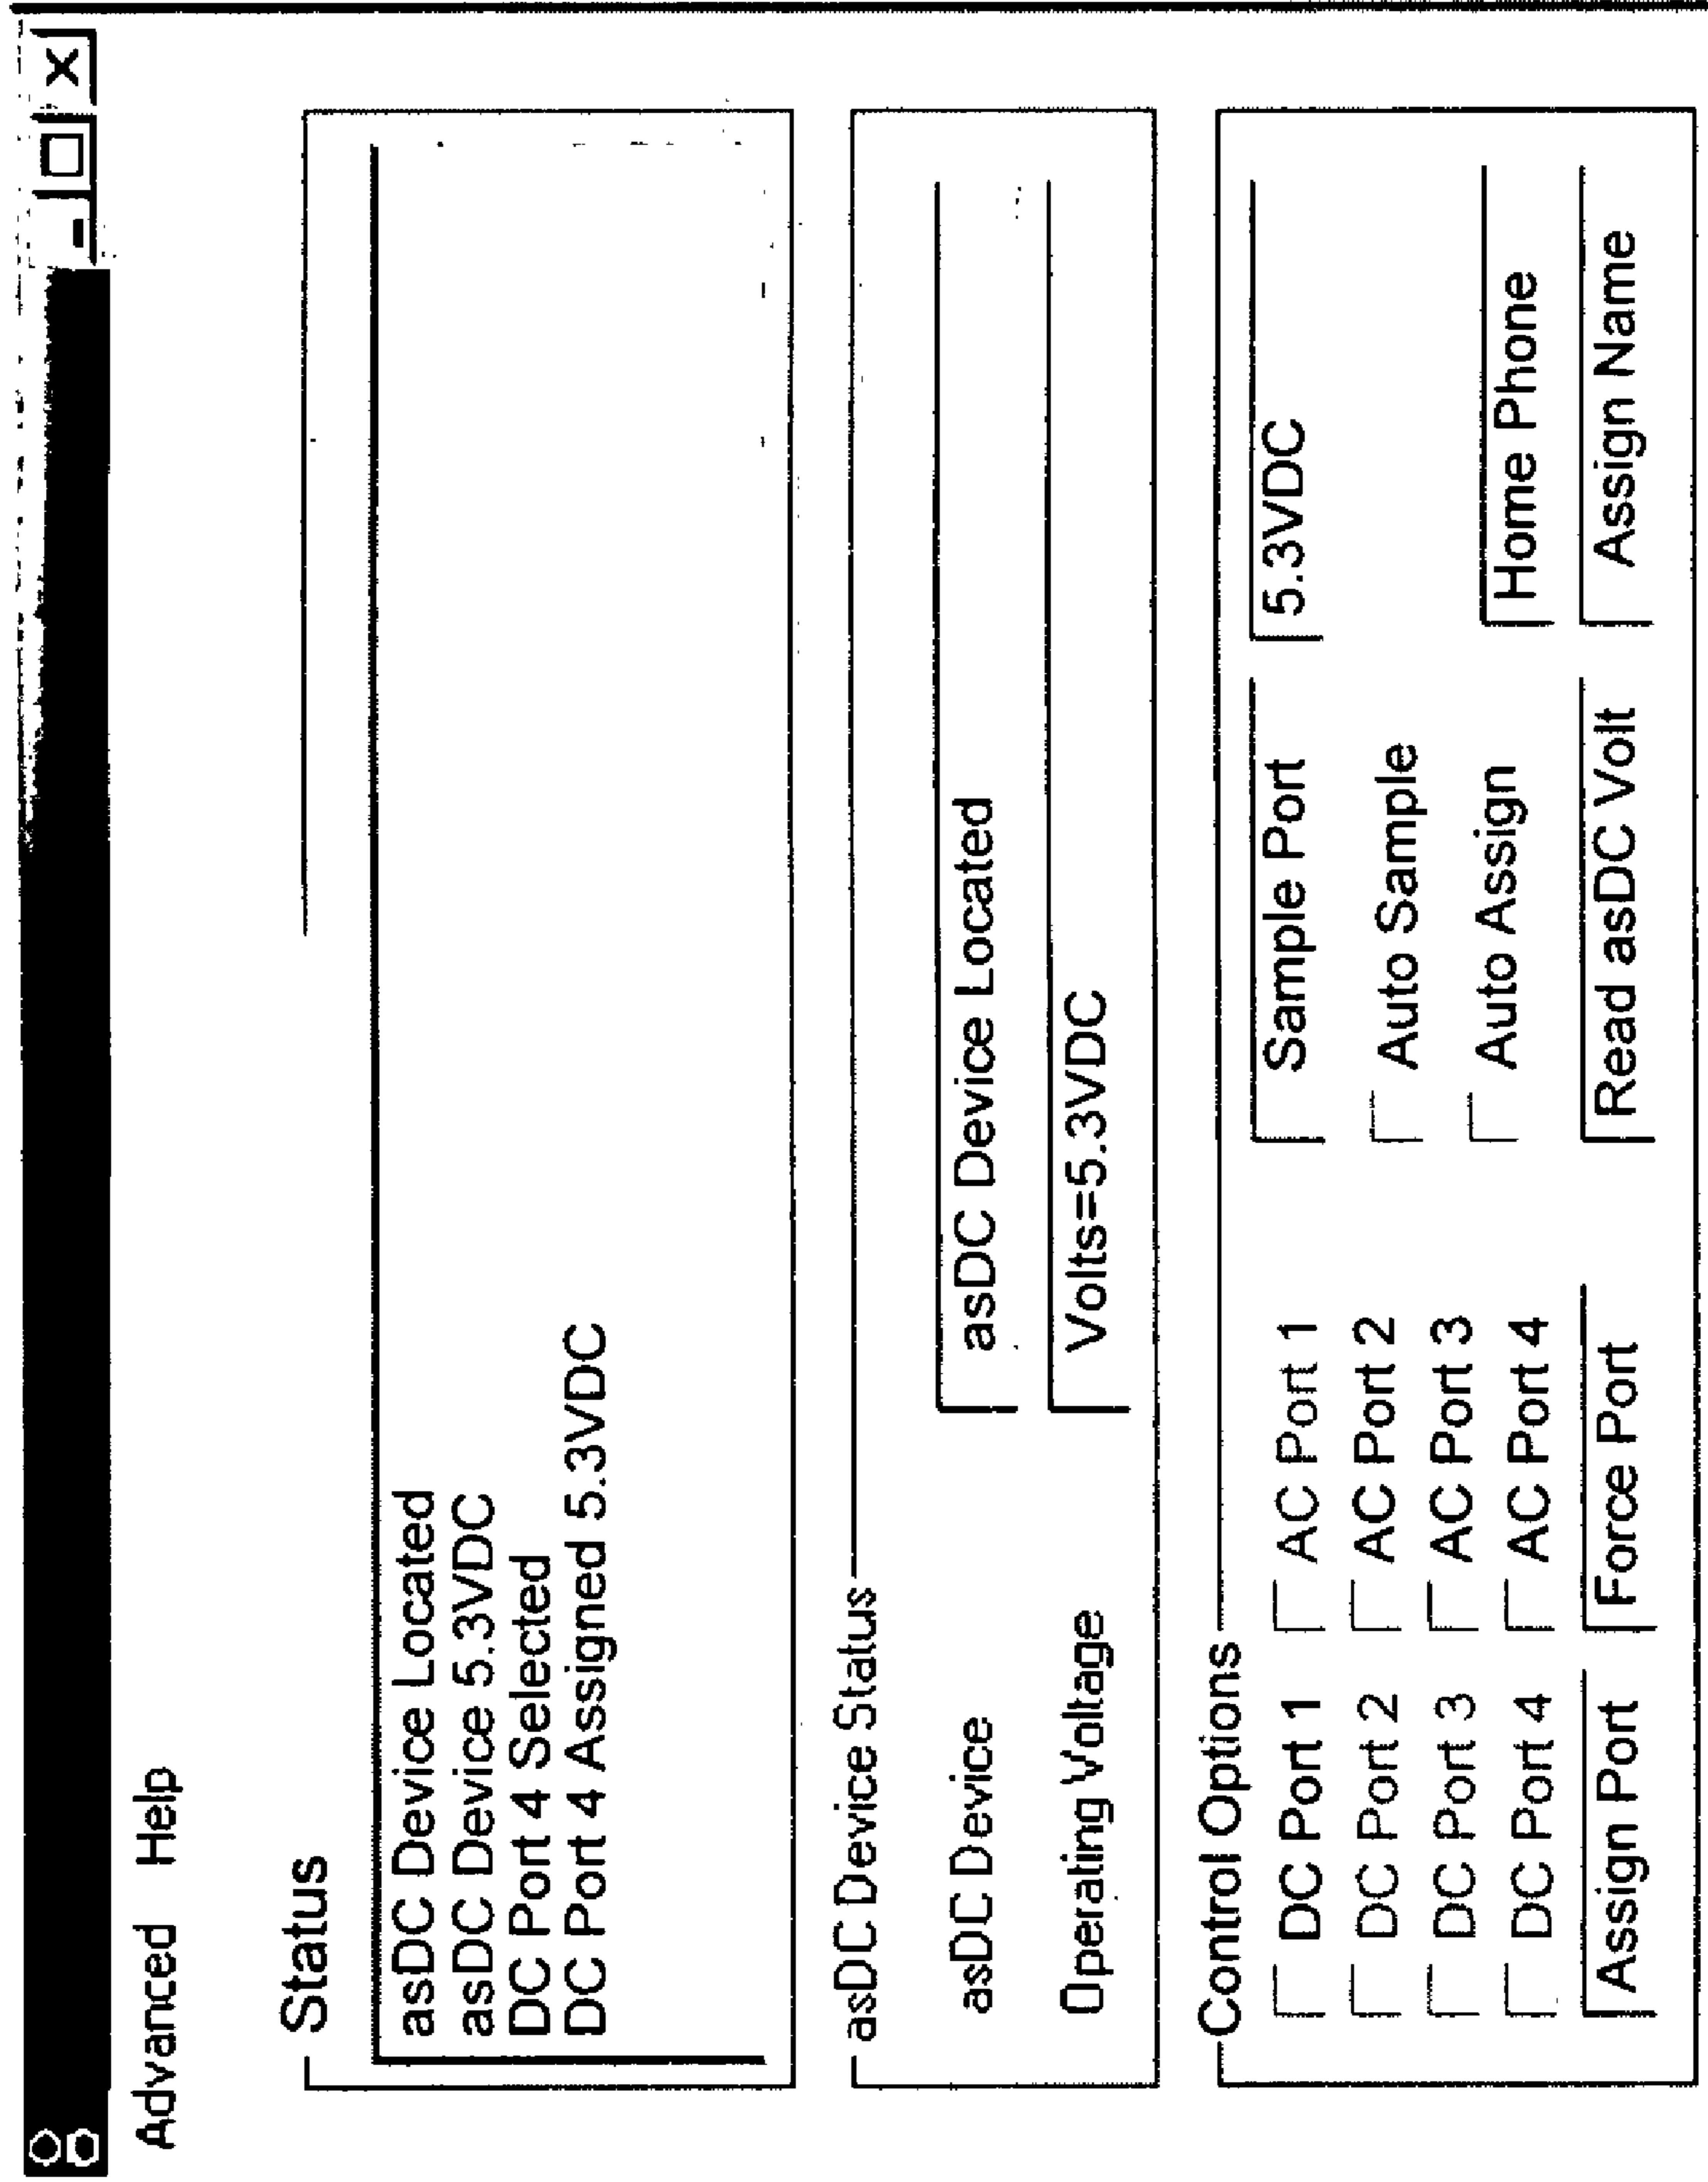 Advanced Help
Status
asDC Device Located
asDC Device 5.3VDC
DC Port 4 Selected
DC Port 4 Assigned 5.3VDC
asDC Device Status
asDC Device asDC Device Located
Operating Voltage Volts=5.3VDC
Control Options
DC Port 1 AC Port 1 Sample Port 5.3VDC
DC Port 2 AC Port 2 Auto Sample
DC Port 3 AC Port 3 Auto Assign Home Phone
DC Port 4 AC Port 4
Assign Port Force Port Read asDC Volt Assign Name